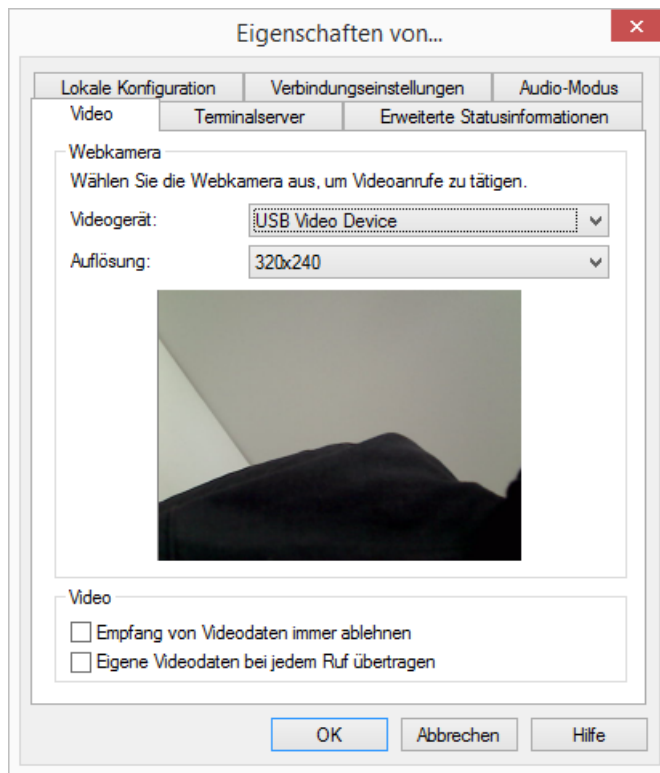 Eigenschaften von...
Lokale Konfiguration Verbindungseinstellungen Audio-Modus
Video Terminalserver Erweiterte Statusinformationen
Webkamera
Wählen Sie die Webkamera aus, um Videoanrufe zu tätigen.
Videogerät: USB Video Device
Auflösung: 320x240
Video
Empfang von Videodaten immer ablehnen
Eigene Videodaten bei jedem Ruf übertragen
OK Abbrechen Hilfe